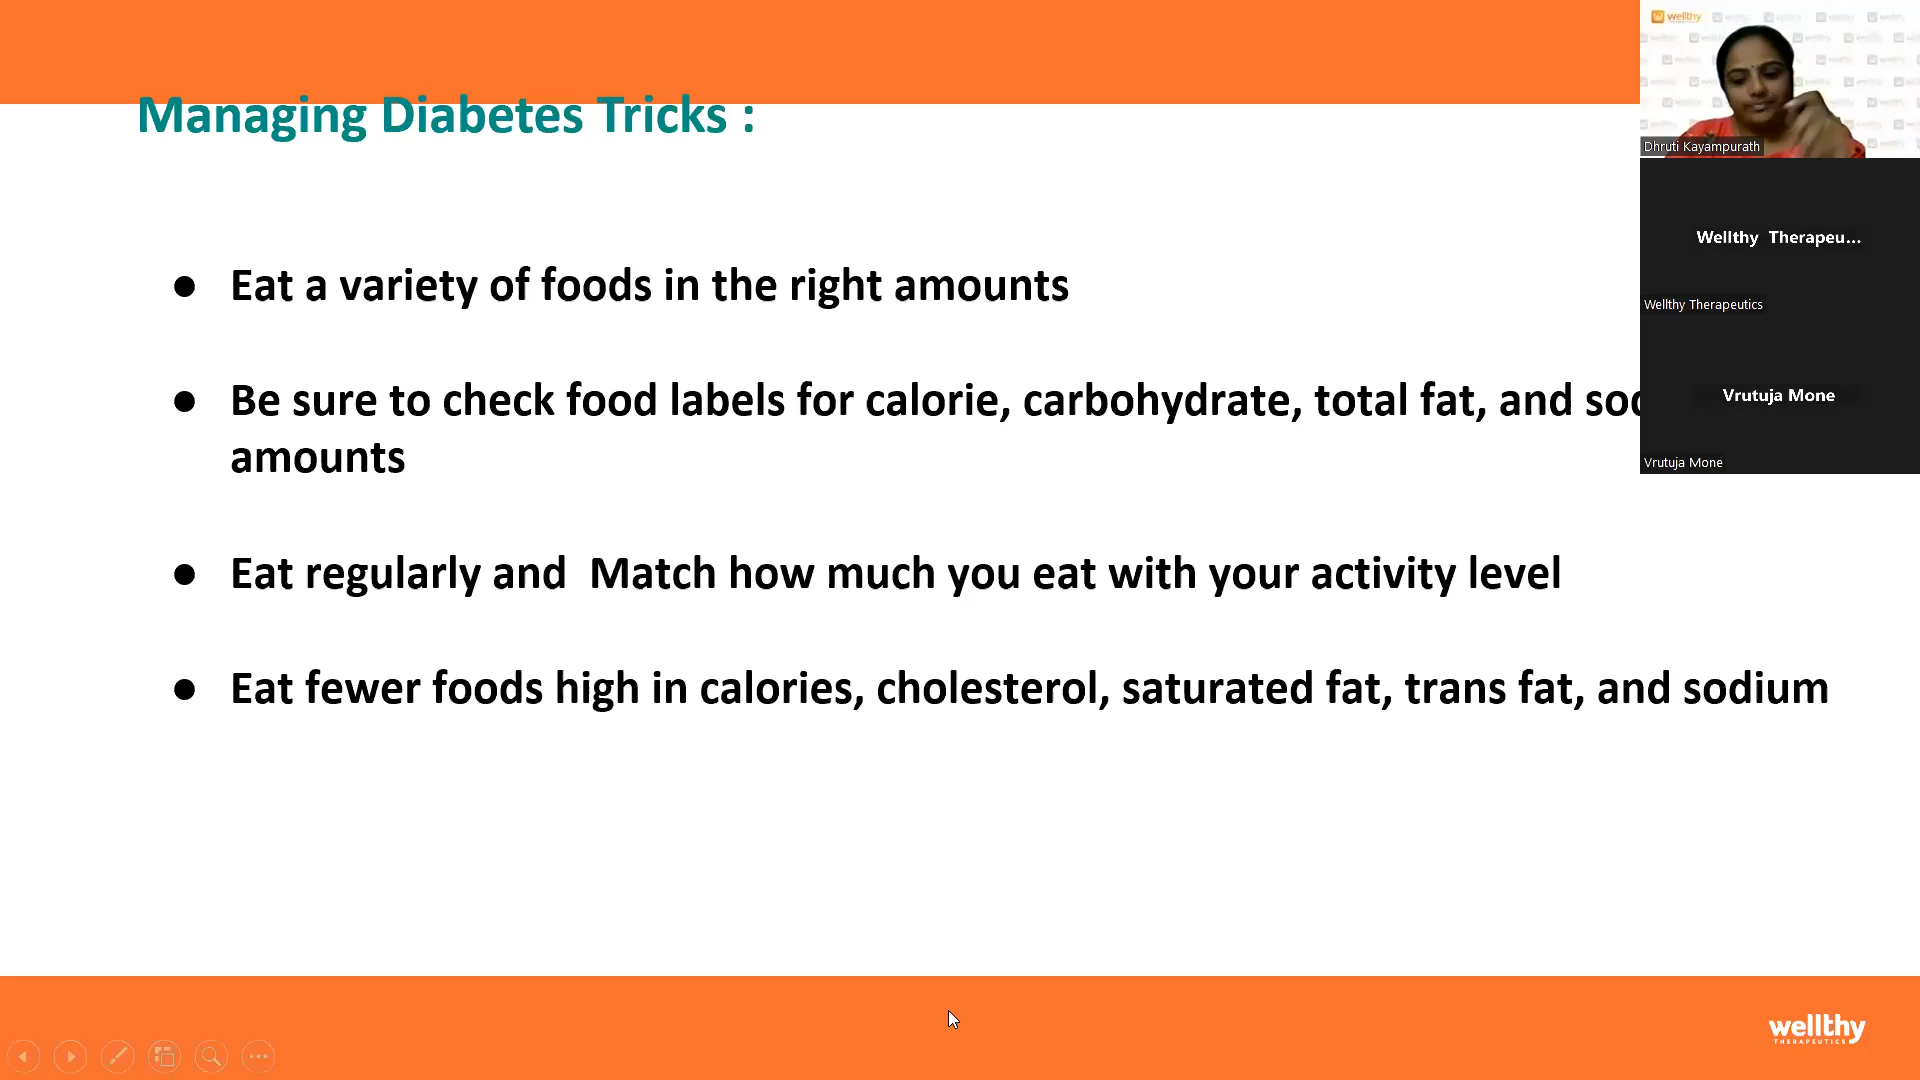 Managing Diabetes Tricks :
● Eat a variety of foods in the right amounts
● Be sure to check food labels for calorie, carbohydrate, total fat, and
amounts
● Eat regularly and  Match how much you eat with your activity level
● Eat fewer foods high in calories, cholesterol, saturated fat, trans fat, and sodium
wellthy
Dhruti Kayampurath
Wellthy Therapeu...
Wellthy Therapeutics
Vrutuja Mone
Vrutuja Mone
wellthy
THERAPEUTICS